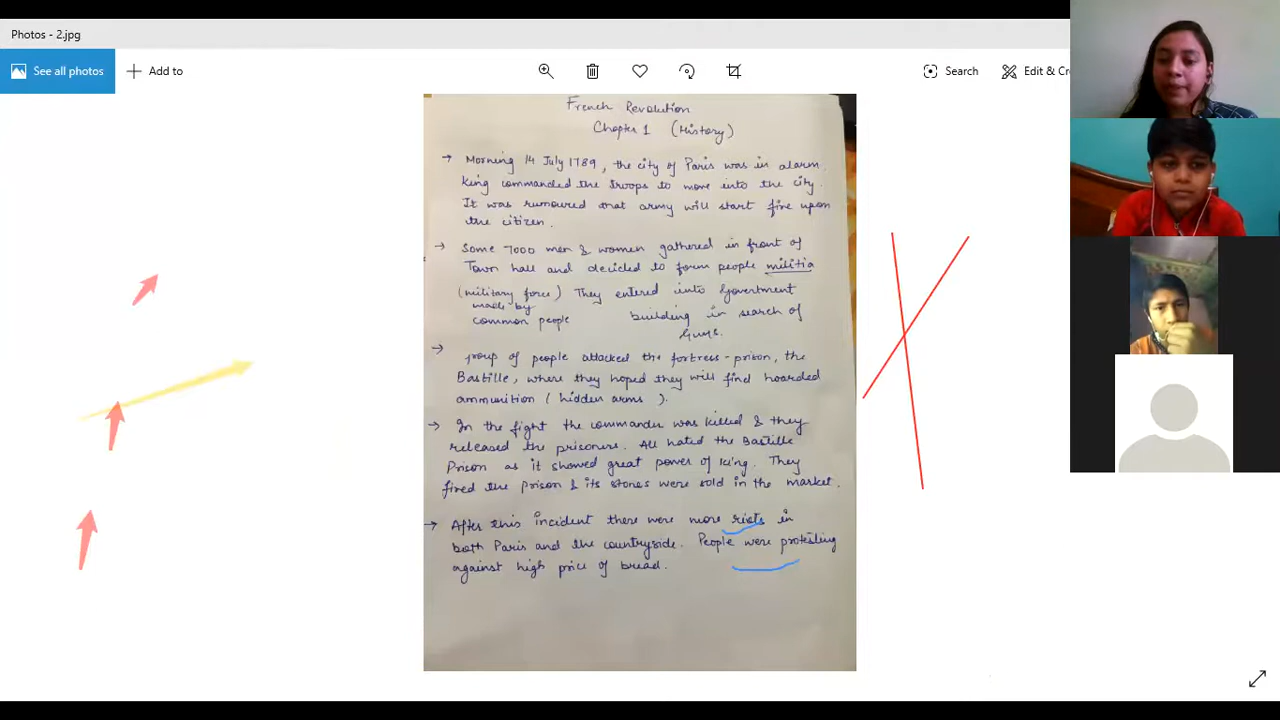 Photos - 2.jpg
See all photos
Add to
Search
Edit & Cr
French Revolution
Chapter 1 (History)
→ Morning 14 July 1789, the city of Paris was in alarm.
King commanded the troops to move into the city.
It was rumoured that army will start fire upon
the citizen.
→ Some 7000 men & women gathered in front of
Town hall and decided to form people militia
(military force) They entered into Government
made by
building in search of
common people
Guns.
→
group of people attacked the fortress-prison, the
Bastille, where they hoped they will find hoarded
ammunition (hidden arms).
→ In the fight the commander was killed & they
released the prisoners. All hated the Bastille
Prison as it showed great power of King. They
fired the prison & its stones were sold in the market.
→ After this incident there were more riots in
both Paris and the countryside. People were protesting
against high price of bread.